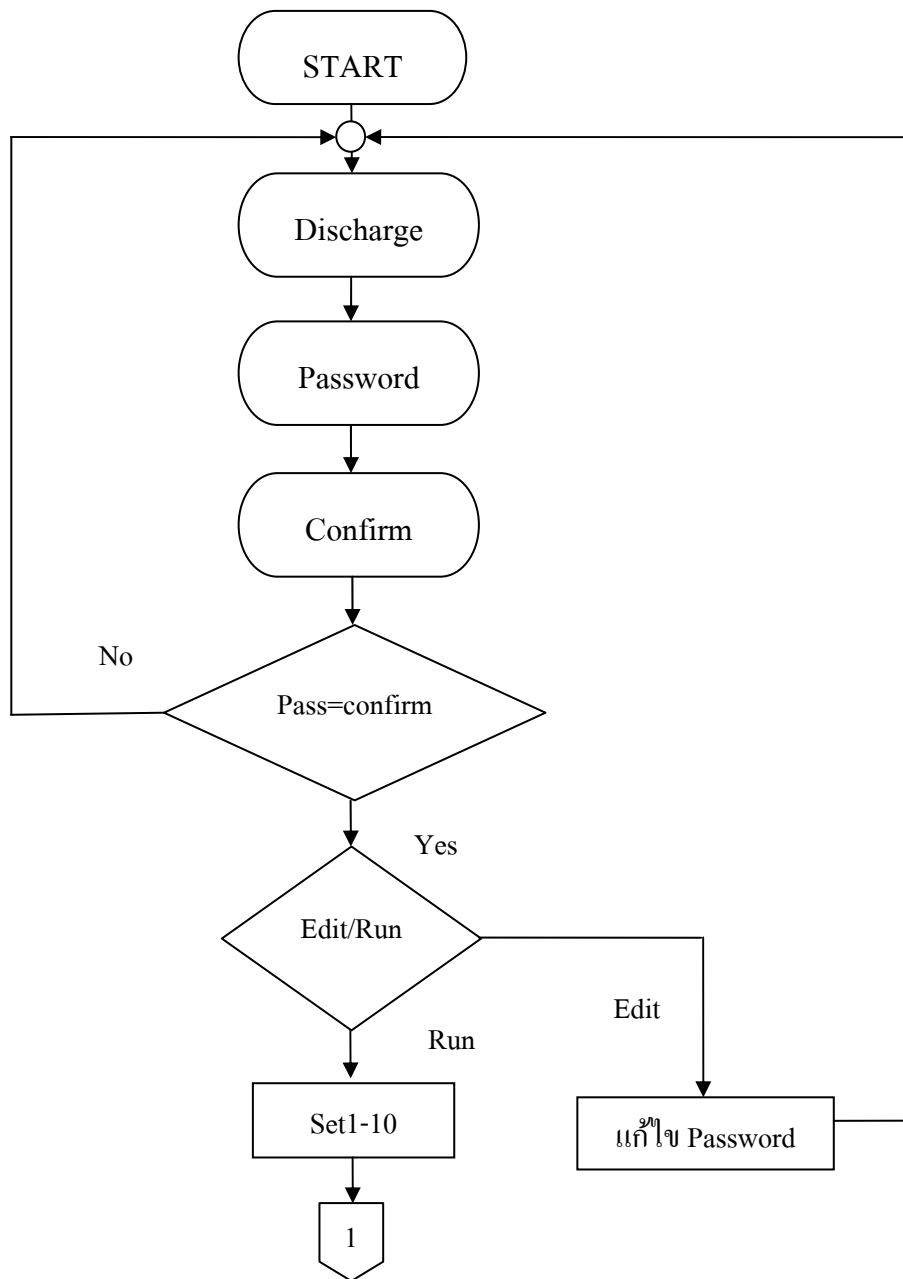 START
Discharge
Password
Confirm
No
Pass=confirm
Yes
Edit/Run
Edit
Run
Set1-10
แก้ไข Password
1